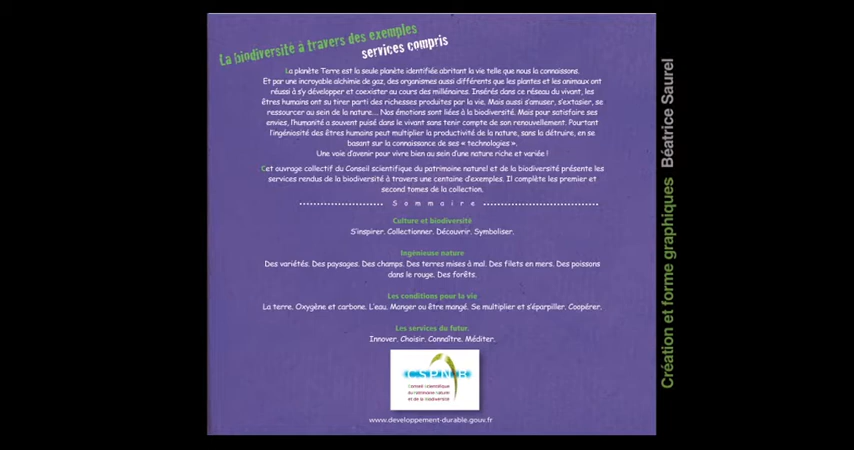 La biodiversité à travers des exemples
services compris
La planète Terre est la seule planète identifiée abritant la vie telle que nous la connaissons.
Et par une incroyable alchimie de gaz, des organismes aussi différents que les plantes et les animaux ont
réussi à s'y développer et coexister au cours des millénaires. Insérés dans ce réseau du vivant, les
êtres humains ont su tirer parti des richesses produites par la vie. Mais aussi s'amuser, s'extasier, se
ressourcer au sein de la nature... Nos émotions sont liées à la biodiversité. Mais pour satisfaire ses
envies, l'humanité a souvent puisé dans le vivant sans tenir compte de son renouvellement. Pourtant
l'ingéniosité des êtres humains peut multiplier la productivité de la nature, sans la détruire, en se
basant sur la connaissance de ses « technologies ».
Une voie d'avenir pour vivre bien au sein d'une nature riche et variée !
Cet ouvrage collectif du Conseil scientifique du patrimoine naturel et de la biodiversité présente les
services rendus de la biodiversité à travers une centaine d'exemples. Il complète les premier et
second tomes de la collection.
Sommaire
Culture et biodiversité
S'inspirer. Collectionner. Découvrir. Symboliser.
Ingénieuse nature
Des variétés. Des paysages. Des champs. Des terres mises à mal. Des filets en mers. Des poissons
dans le rouge. Des forêts.
Les conditions pour la vie
La terre. Oxygène et carbone. L'eau. Manger ou être mangé. Se multiplier et s'éparpiller. Coopérer.
Les services du futur.
Innover. Choisir. Connaître. Méditer.
CSPNB
Conseil scientifique
du patrimoine naturel
et de la biodiversité
www.developpement-durable.gouv.fr
Création et forme graphiques Béatrice Saurel